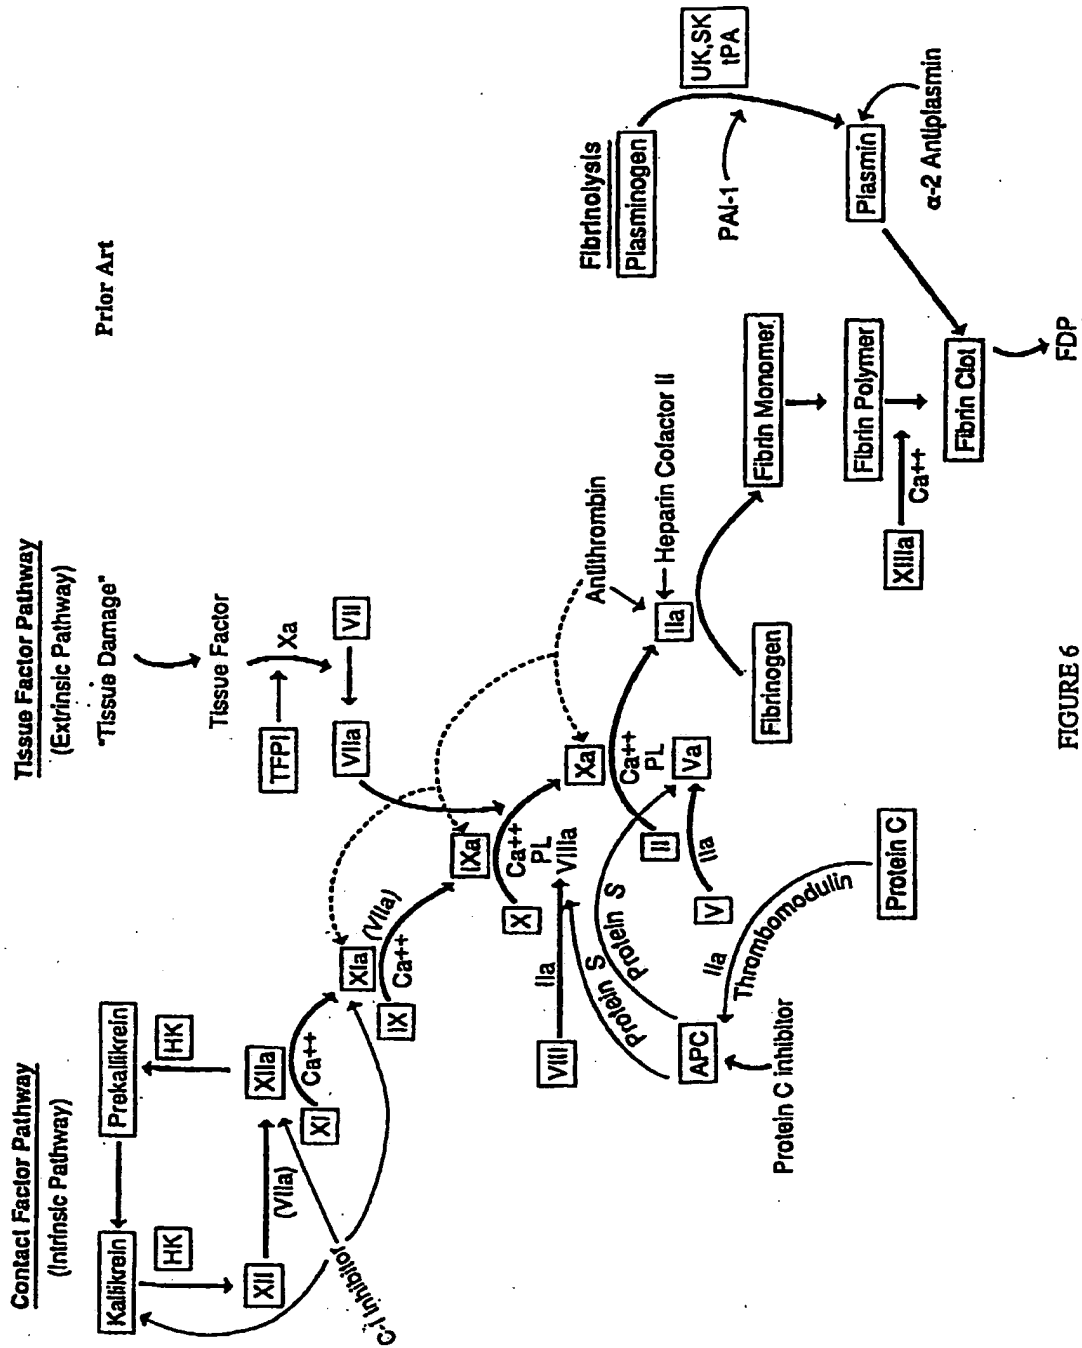 Contact Factor Pathway
(Intrinsic Pathway)
Tissue Factor Pathway
(Extrinsic Pathway)
Prior Art
"Tissue Damage"
Kallikrein
Prekallikrein
HK
HK
XII
(VIIa)
XIIa
C-1 Inhibitor
XI
Ca++
XIa
(VIIa)
IX
Ca++
IXa
Tissue Factor
TFPI
Xa
VIIa
VII
X
Ca++
PL
VIIIa
VIII
IIa
Xa
Ca++
PL
Va
II
V
IIa
IIa
Antithrombin
Heparin Cofactor II
Protein S
Protein S
APC
Protein C inhibitor
IIa
Thrombomodulin
Protein C
Fibrinogen
Fibrin Monomer
Fibrin Polymer
XIIIa
Ca++
Fibrin Clot
FDP
Fibrinolysis
Plasminogen
UK,SK
tPA
PAI-1
Plasmin
α-2 Antiplasmin
FIGURE 6